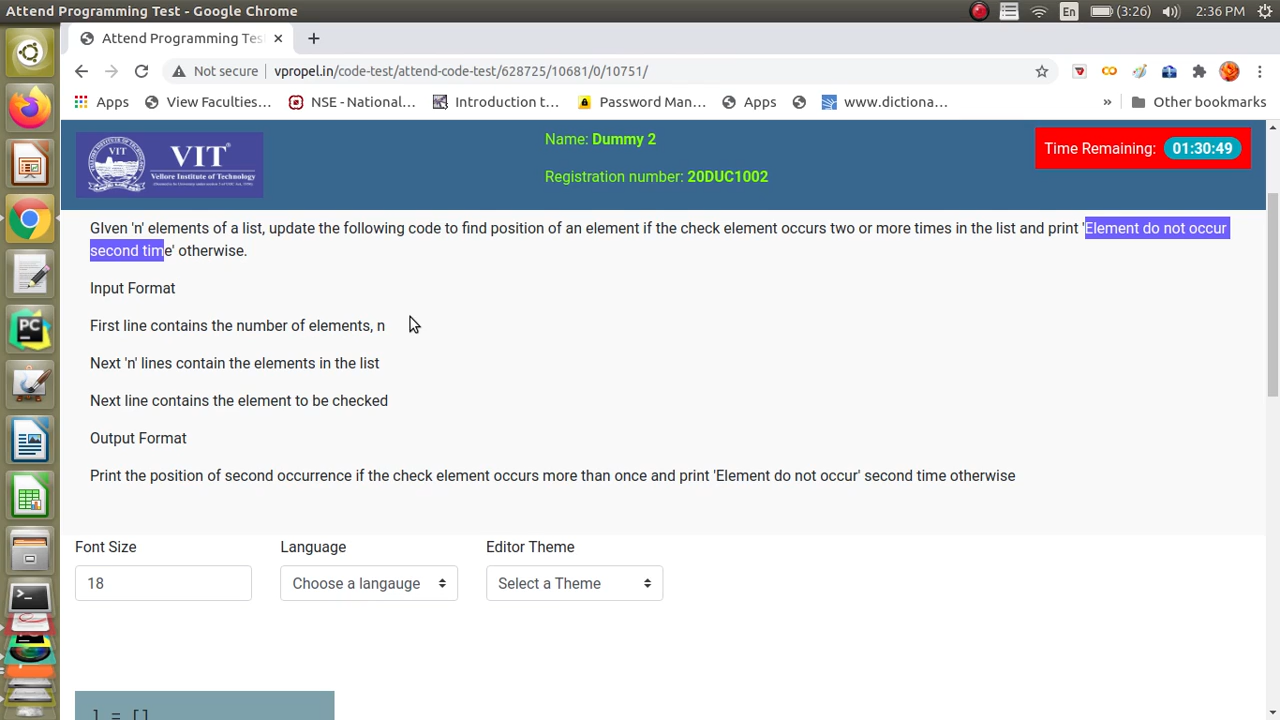 Attend Programming Test - Google Chrome
En (3:26) 2:36 PM
Attend Programming Tes
Not secure vpropel.in/code-test/attend-code-test/628725/10681/0/10751/
Apps View Faculties... NSE - National... Introduction t... Password Man... Apps www.dictiona... » Other bookmarks
VIT
Vellore Institute of Technology
Name: Dummy 2
Registration number: 20DUC1002
Time Remaining: 01:30:49
GIven 'n' elements of a list, update the following code to find position of an element if the check element occurs two or more times in the list and print 'Element do not occur
second time' otherwise.
Input Format
First line contains the number of elements, n
Next 'n' lines contain the elements in the list
Next line contains the element to be checked
Output Format
Print the position of second occurrence if the check element occurs more than once and print 'Element do not occur' second time otherwise
Font Size Language Editor Theme
18 Choose a langauge Select a Theme
l = []
PC